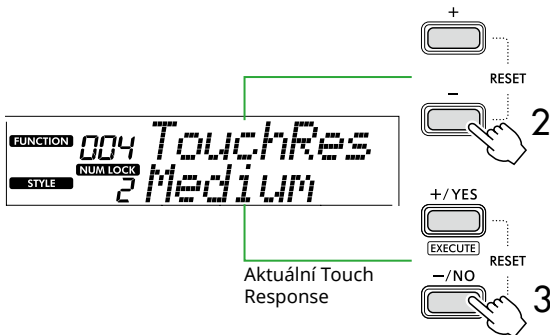 +
RESET
−
2
FUNCTION 004 TouchRes
NUM LOCK
STYLE 2 Medium
+/YES
EXECUTE
RESET
−/NO
3
Aktuální Touch
Response